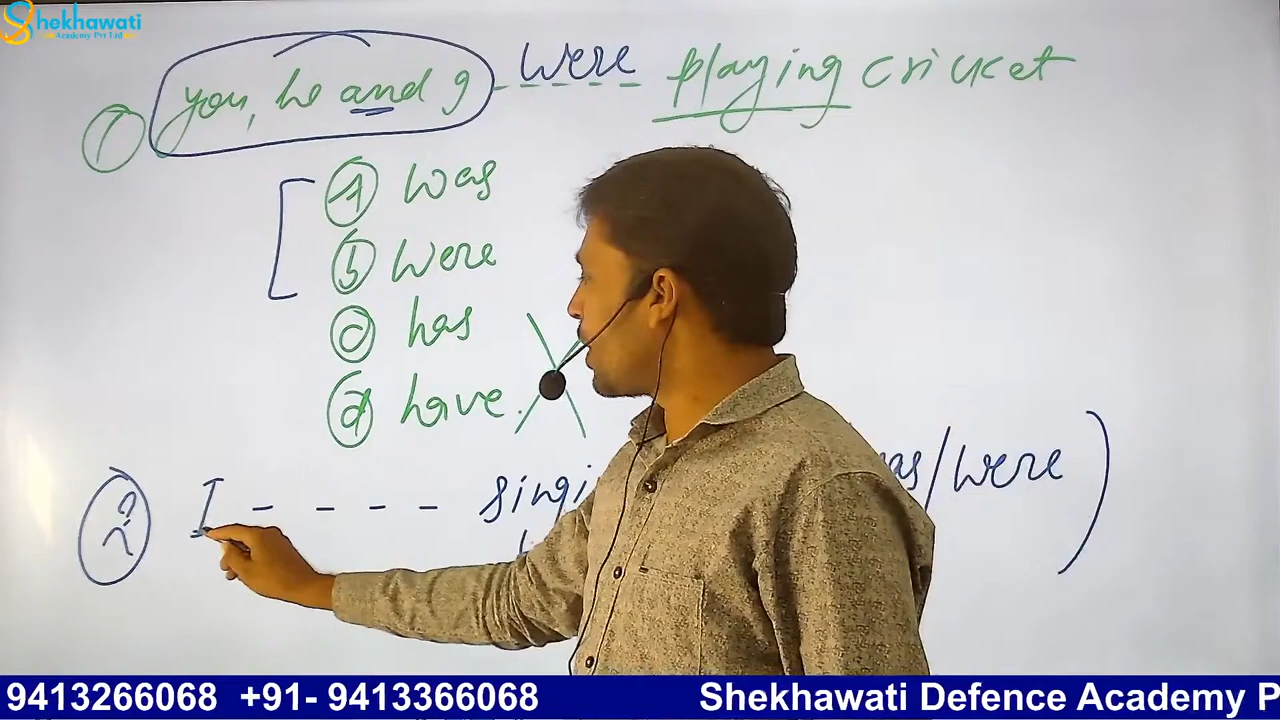 Shekhawati
Academy Pvt Ltd
① you, he and I - were - - - playing cricket
Ⓐ was
ⓑ were
ⓒ has
ⓓ have.
② I - - - - - singi as/were )
9413266068 +91- 9413366068 Shekhawati Defence Academy P